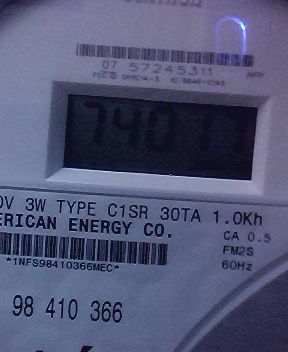 07 57245311
74017
0V 3W TYPE C1SR 30TA 1.0Kh
ERICAN ENERGY CO.
CA 0.5
FM2S
*1NFS98410366MEC*
60Hz
98 410 366